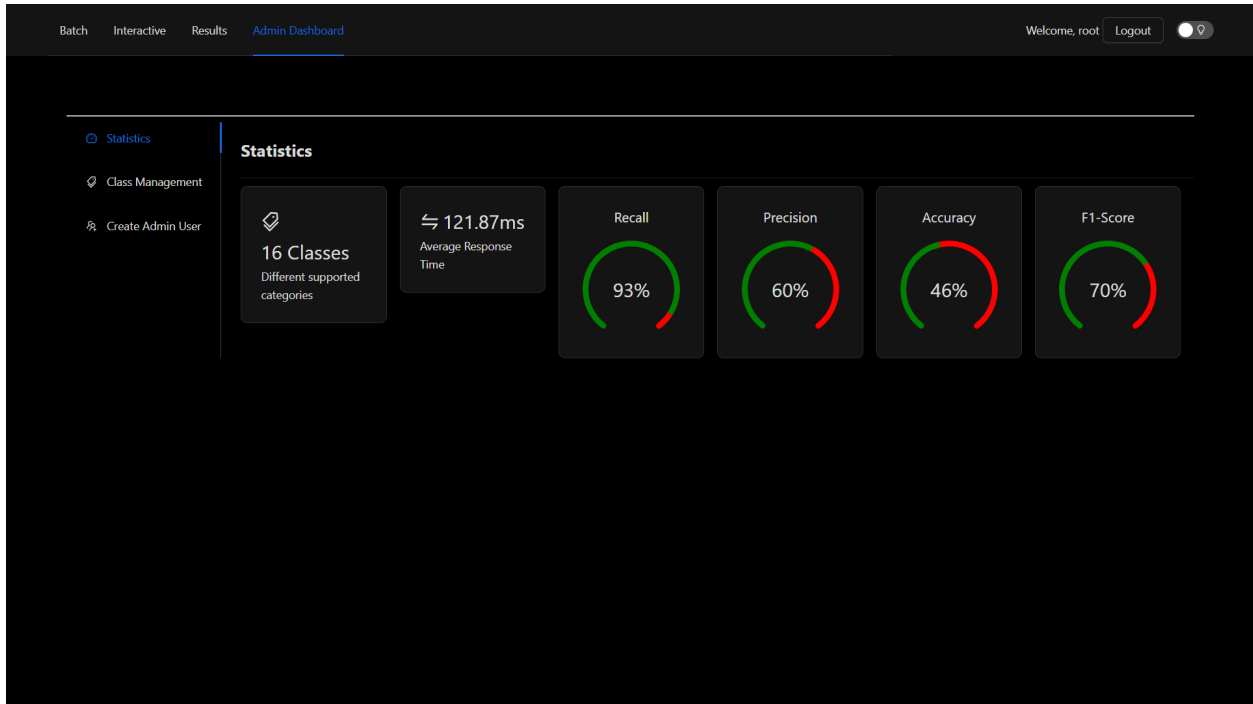 Batch Interactive Results Admin Dashboard Welcome, root Logout
Statistics
Class Management
Create Admin User
Statistics
16 Classes
Different supported
categories
121.87ms
Average Response
Time
Recall
93%
Precision
60%
Accuracy
46%
F1-Score
70%